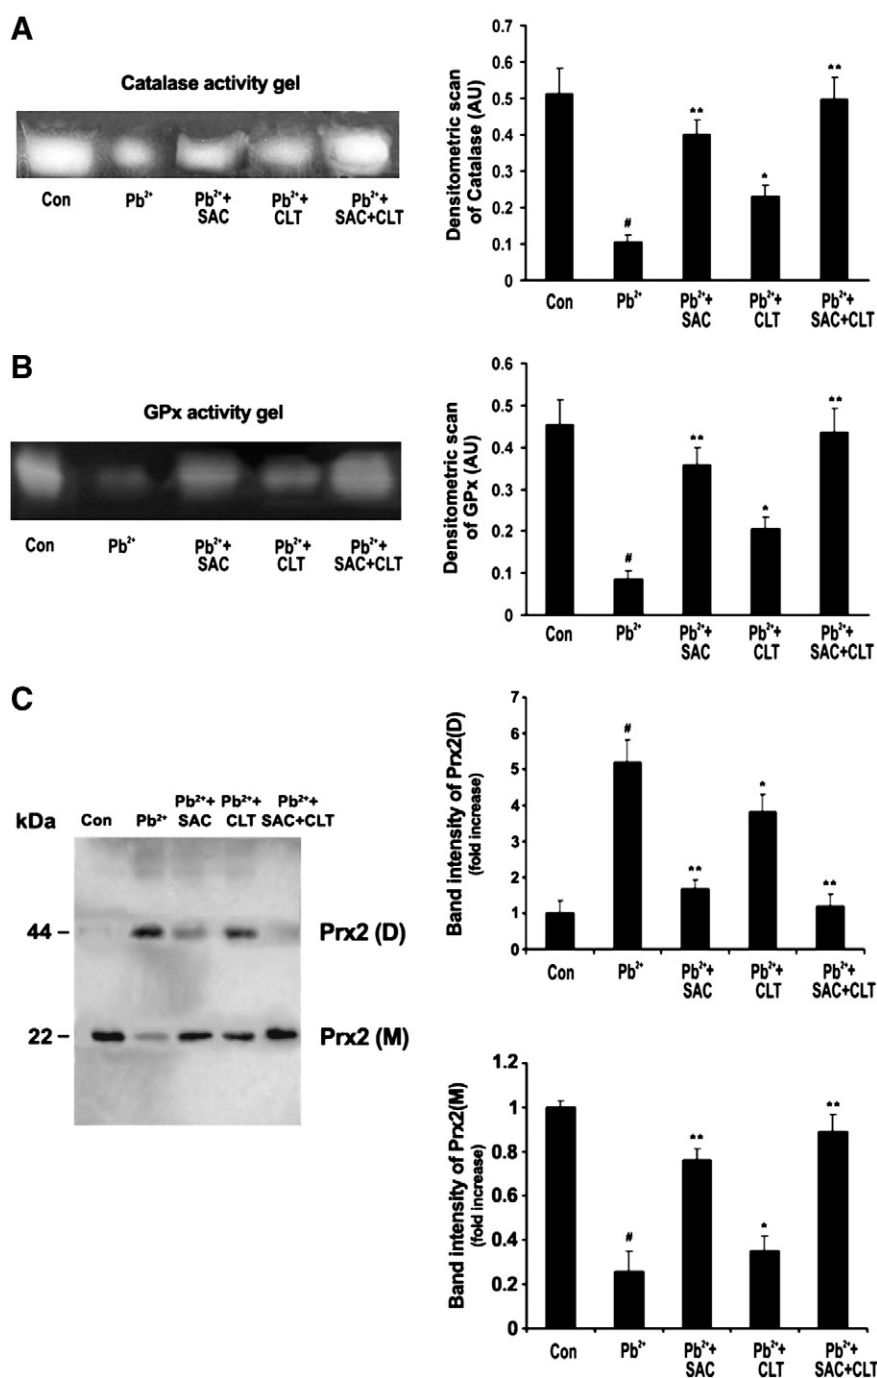 A
Catalase activity gel
Con
Pb²⁺
Pb²⁺+
SAC
Pb²⁺+
CLT
Pb²⁺+
SAC+CLT
Densitometric scan
of Catalase (AU)
0.7
0.6
0.5
0.4
0.3
0.2
0.1
0
#
**
*
**
Con
Pb²⁺
Pb²⁺+
SAC
Pb²⁺+
CLT
Pb²⁺+
SAC+CLT
B
GPx activity gel
Con
Pb²⁺
Pb²⁺+
SAC
Pb²⁺+
CLT
Pb²⁺+
SAC+CLT
Densitometric scan
of GPx (AU)
0.6
0.5
0.4
0.3
0.2
0.1
0
#
**
*
**
Con
Pb²⁺
Pb²⁺+
SAC
Pb²⁺+
CLT
Pb²⁺+
SAC+CLT
C
kDa
Con
Pb²⁺
Pb²⁺+
SAC
Pb²⁺+
CLT
Pb²⁺+
SAC+CLT
44 –
Prx2 (D)
22 –
Prx2 (M)
Band intensity of Prx2(D)
(fold increase)
7
6
5
4
3
2
1
0
#
**
*
**
Con
Pb²⁺
Pb²⁺+
SAC
Pb²⁺+
CLT
Pb²⁺+
SAC+CLT
Band intensity of Prx2(M)
(fold increase)
1.2
1
0.8
0.6
0.4
0.2
0
#
**
*
**
Con
Pb²⁺
Pb²⁺+
SAC
Pb²⁺+
CLT
Pb²⁺+
SAC+CLT